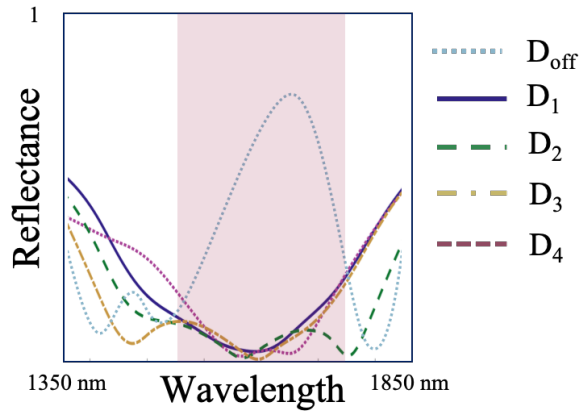 1
Reflectance
1350 nm
Wavelength
1850 nm
D_off
D_1
D_2
D_3
D_4